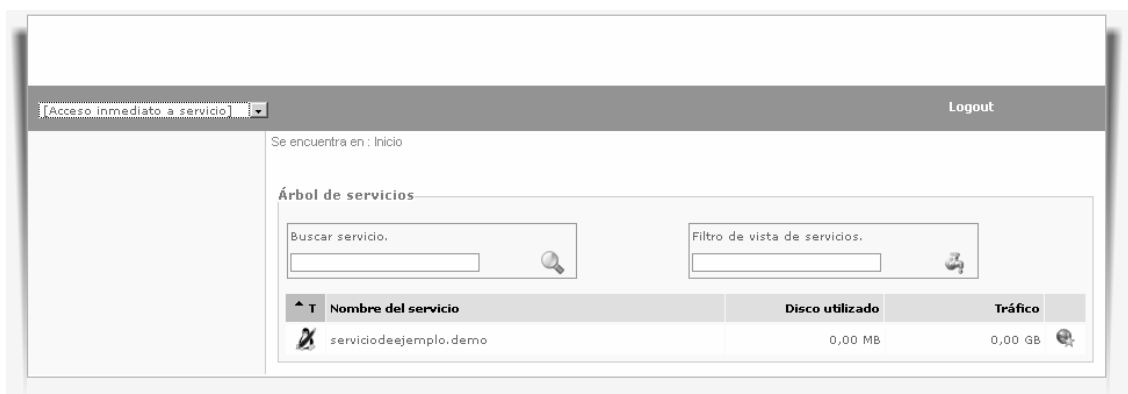 [Acceso inmediato a servicio]
Logout
Se encuentra en : Inicio
Árbol de servicios
Buscar servicio.
Filtro de vista de servicios.
T Nombre del servicio Disco utilizado Tráfico
serviciodeejemplo.demo 0,00 MB 0,00 GB